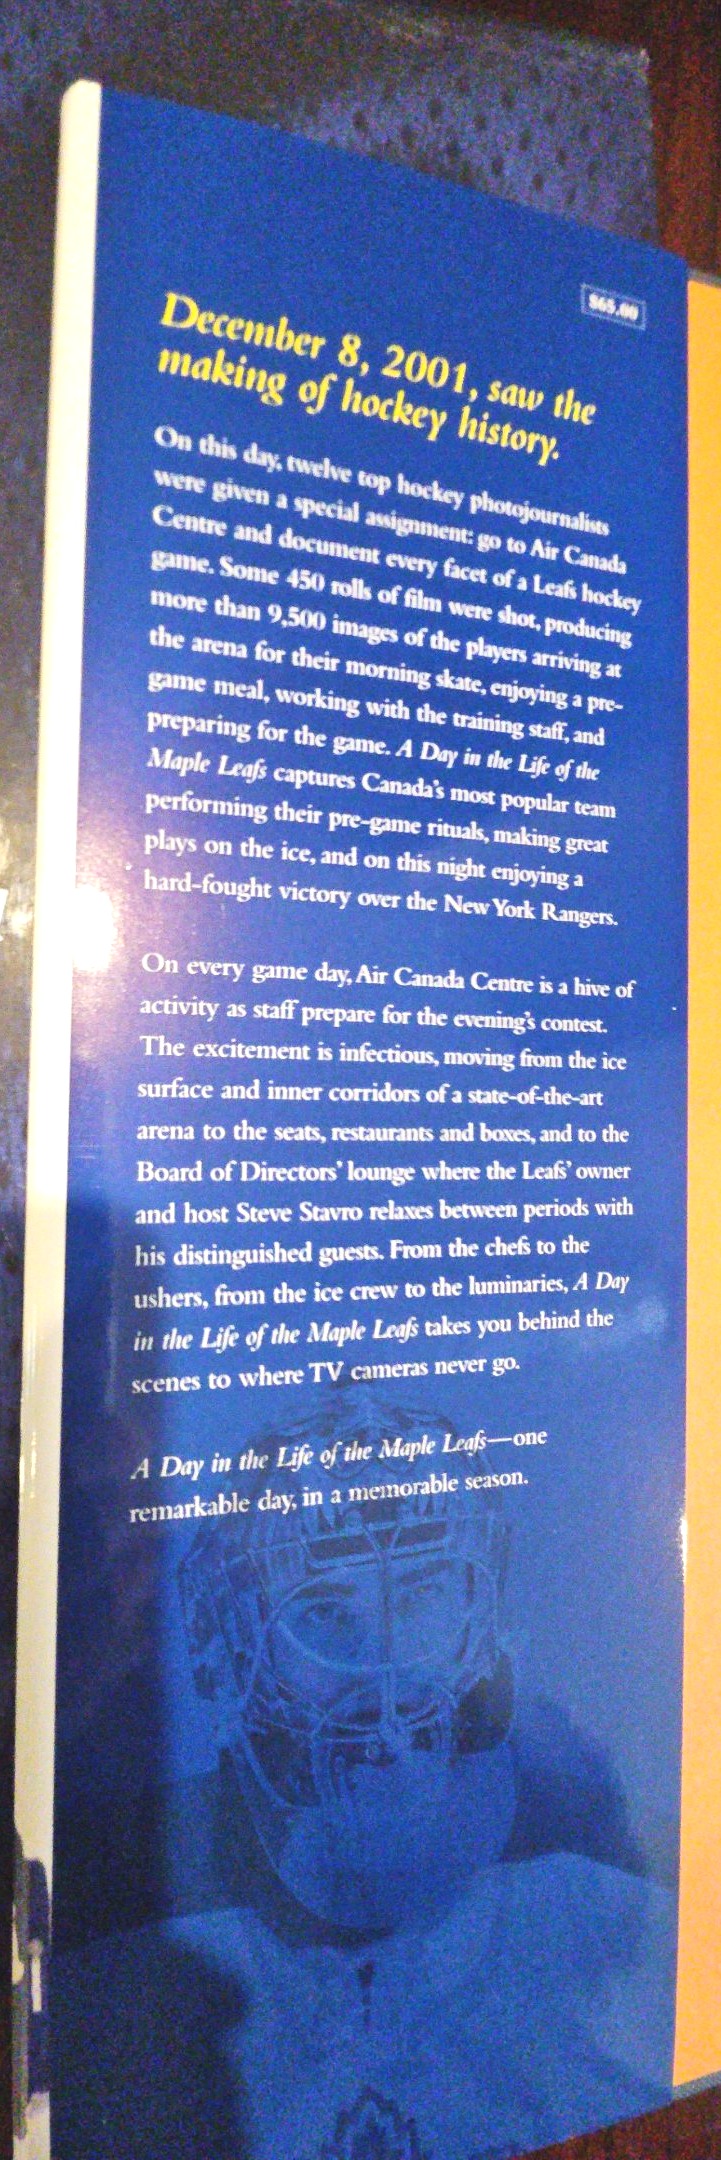 $65.00
December 8, 2001, saw the
making of hockey history.
On this day, twelve top hockey photojournalists
were given a special assignment: go to Air Canada
Centre and document every facet of a Leafs hockey
game. Some 450 rolls of film were shot, producing
more than 9,500 images of the players arriving at
the arena for their morning skate, enjoying a pre-
game meal, working with the training staff, and
preparing for the game. A Day in the Life of the
Maple Leafs captures Canada's most popular team
performing their pre-game rituals, making great
plays on the ice, and on this night enjoying a
hard-fought victory over the New York Rangers.
On every game day, Air Canada Centre is a hive of
activity as staff prepare for the evening's contest.
The excitement is infectious, moving from the ice
surface and inner corridors of a state-of-the-art
arena to the seats, restaurants and boxes, and to the
Board of Directors' lounge where the Leafs' owner
and host Steve Stavro relaxes between periods with
his distinguished guests. From the chefs to the
ushers, from the ice crew to the luminaries, A Day
in the Life of the Maple Leafs takes you behind the
scenes to where TV cameras never go.
A Day in the Life of the Maple Leafs—one
remarkable day, in a memorable season.